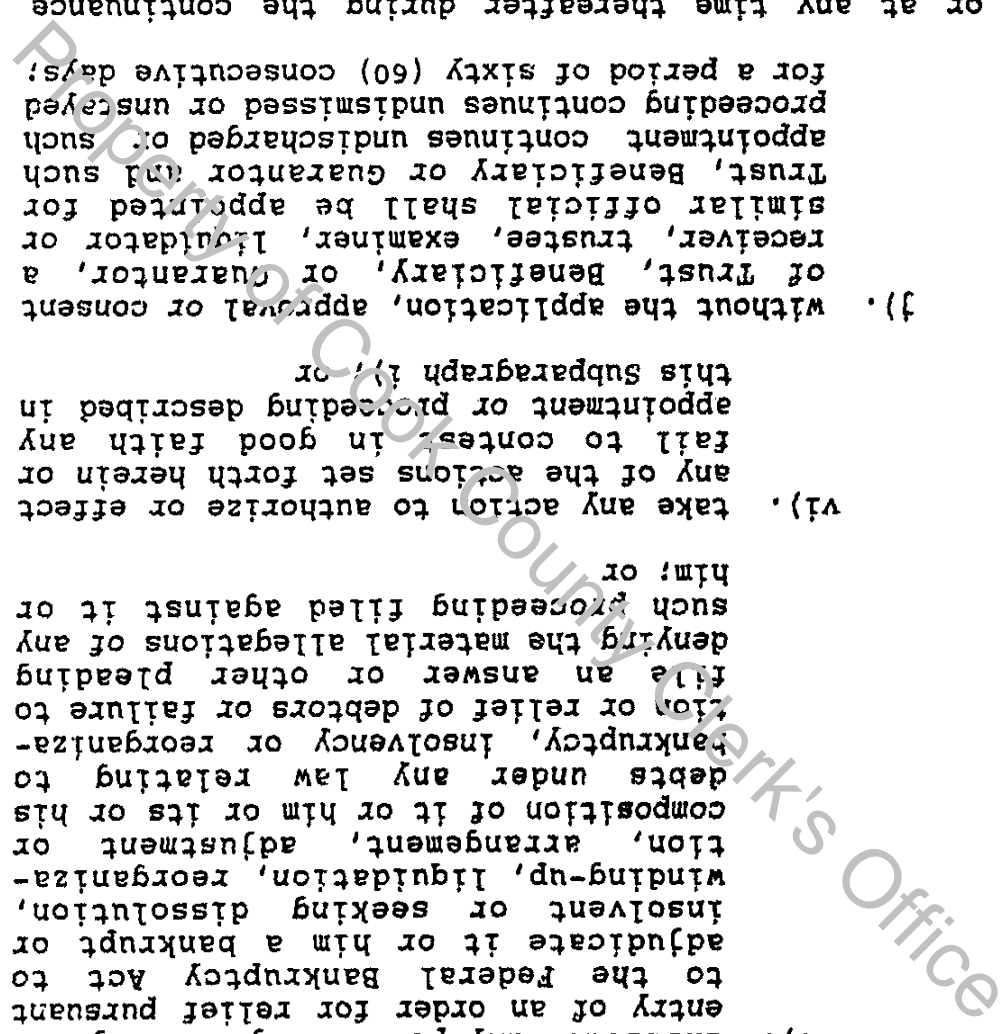 entry of an order for relief pursuant
to the Federal Bankruptcy Act to
adjudicate it or him a bankrupt or
insolvent or seeking dissolution,
winding-up, liquidation, reorganiza-
tion, arrangement, adjustment or
composition of it or him or its or his
debts under any law relating to
bankruptcy, insolvency or reorganiza-
tion or relief of debtors or failure to
file an answer or other pleading
denying the material allegations of any
such proceeding filed against it or
him; or
vi). take any action to authorize or effect
any of the actions set forth herein or
fail to contest in good faith any
appointment or proceeding described in
this Subparagraph i); or
j). without the application, approval or consent
of Trust, Beneficiary, or Guarantor, a
receiver, trustee, examiner, liquidator or
similar official shall be appointed for
Trust, Beneficiary or Guarantor and such
appointment continues undischarged or such
proceeding continues undismissed or unstayed
for a period of sixty (60) consecutive days;
or at any time thereafter during the continuance
Property of Cook County Clerk's Office